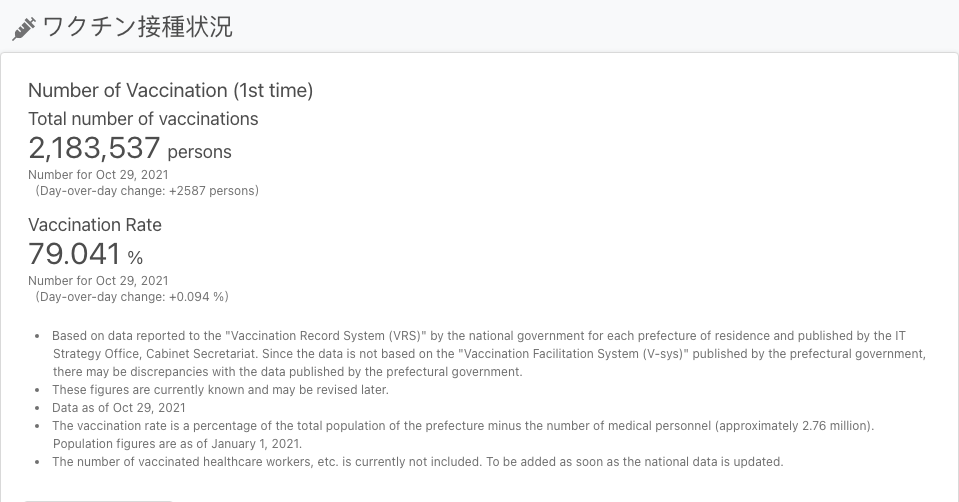 ワクチン接種状況
Number of Vaccination (1st time)
Total number of vaccinations
2,183,537 persons
Number for Oct 29, 2021
(Day-over-day change: +2587 persons)
Vaccination Rate
79.041 %
Number for Oct 29, 2021
(Day-over-day change: +0.094 %)
• Based on data reported to the "Vaccination Record System (VRS)" by the national government for each prefecture of residence and published by the IT
Strategy Office, Cabinet Secretariat. Since the data is not based on the "Vaccination Facilitation System (V-sys)" published by the prefectural government,
there may be discrepancies with the data published by the prefectural government.
• These figures are currently known and may be revised later.
• Data as of Oct 29, 2021
• The vaccination rate is a percentage of the total population of the prefecture minus the number of medical personnel (approximately 2.76 million).
Population figures are as of January 1, 2021.
• The number of vaccinated healthcare workers, etc. is currently not included. To be added as soon as the national data is updated.